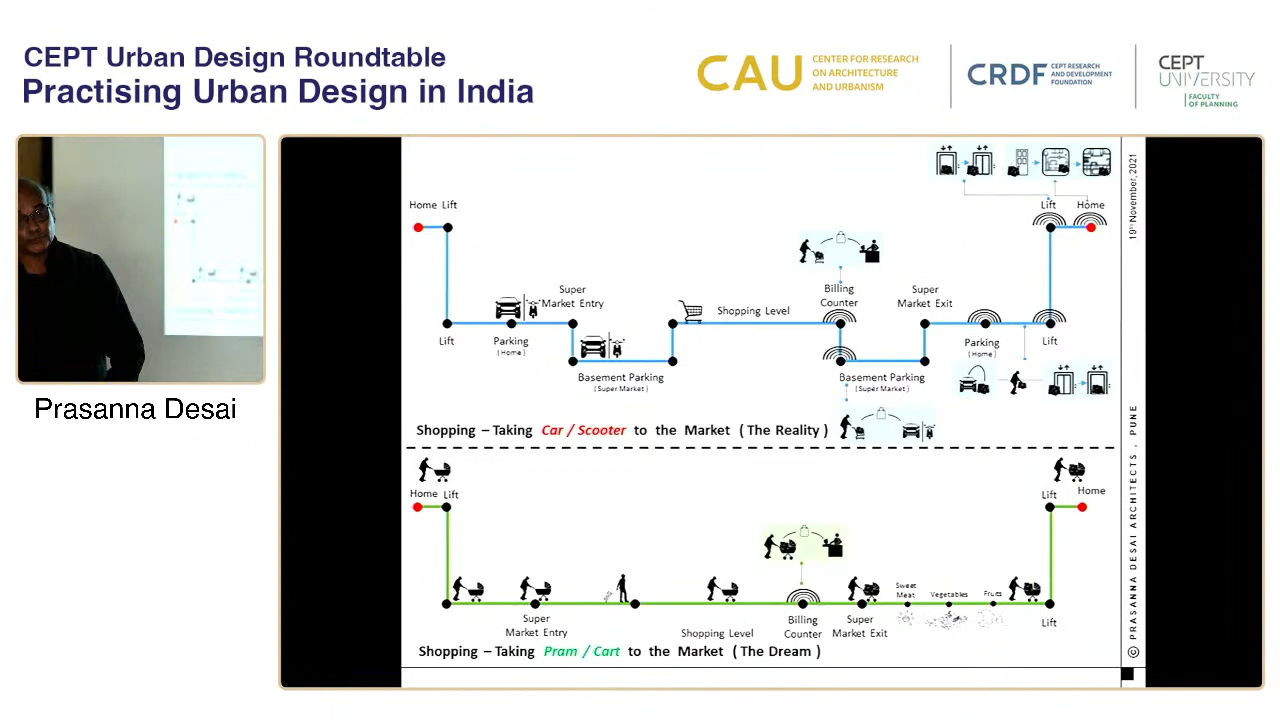 CEPT Urban Design Roundtable
Practising Urban Design in India
CAU
CENTER FOR RESEARCH
ON ARCHITECTURE
AND URBANISM
CRDF
CEPT RESEARCH
AND DEVELOPMENT
FOUNDATION
CEPT
UNIVERSITY
FACULTY
OF PLANNING
Prasanna Desai
Home Lift
Lift
Parking
( Home )
Super
Market Entry
Basement Parking
( Super Market )
Shopping Level
Billing
Counter
Basement Parking
( Super Market )
Super
Market Exit
Parking
( Home )
Lift
Lift
Home
Shopping – Taking Car / Scooter to the Market ( The Reality )
Home Lift
Super
Market Entry
Shopping Level
Billing
Counter
Super
Market Exit
Sweet
Meat
Vegetables
Fruits
Lift
Lift
Home
Shopping – Taking Pram / Cart to the Market ( The Dream )
19th November, 2021
© PRASANNA DESAI ARCHITECTS , PUNE